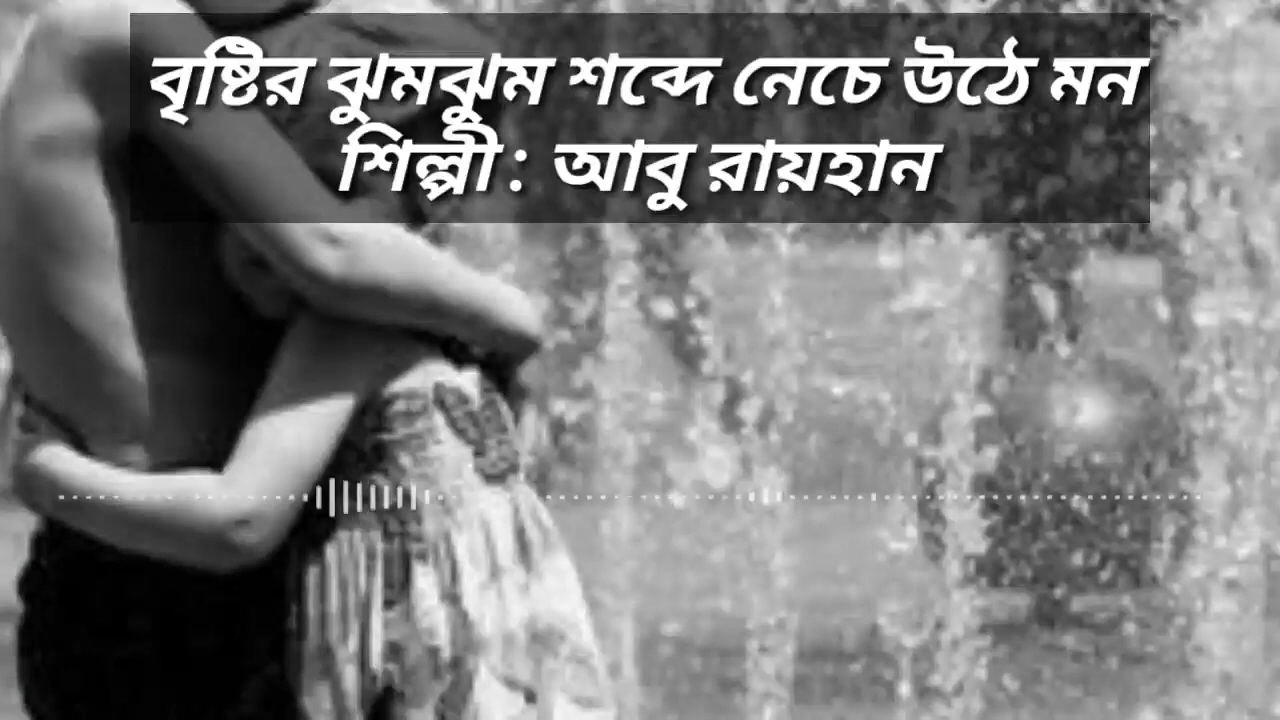 বৃষ্টির ঝুমঝুম শব্দে নেচে উঠে মন
শিল্পী : আবু রায়হান